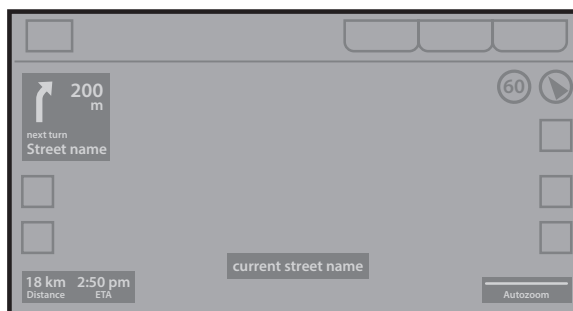 200
m
next turn
Street name
60
current street name
18 km 2:50 pm
Distance ETA
Autozoom